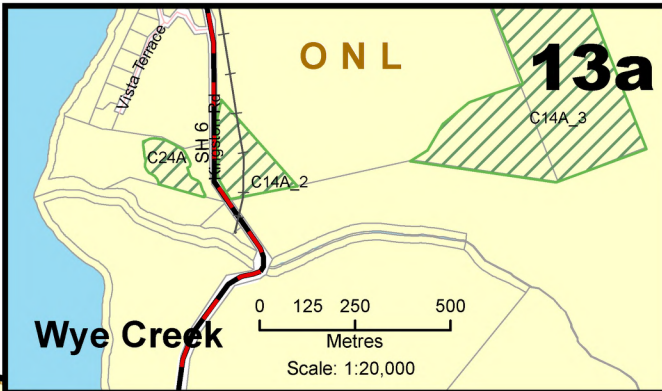 O N L
13a
Vista Terrace
SH 6
Kingston Rd
C14A_3
C24A
C14A_2
0 125 250 500
Metres
Scale: 1:20,000
Wye Creek